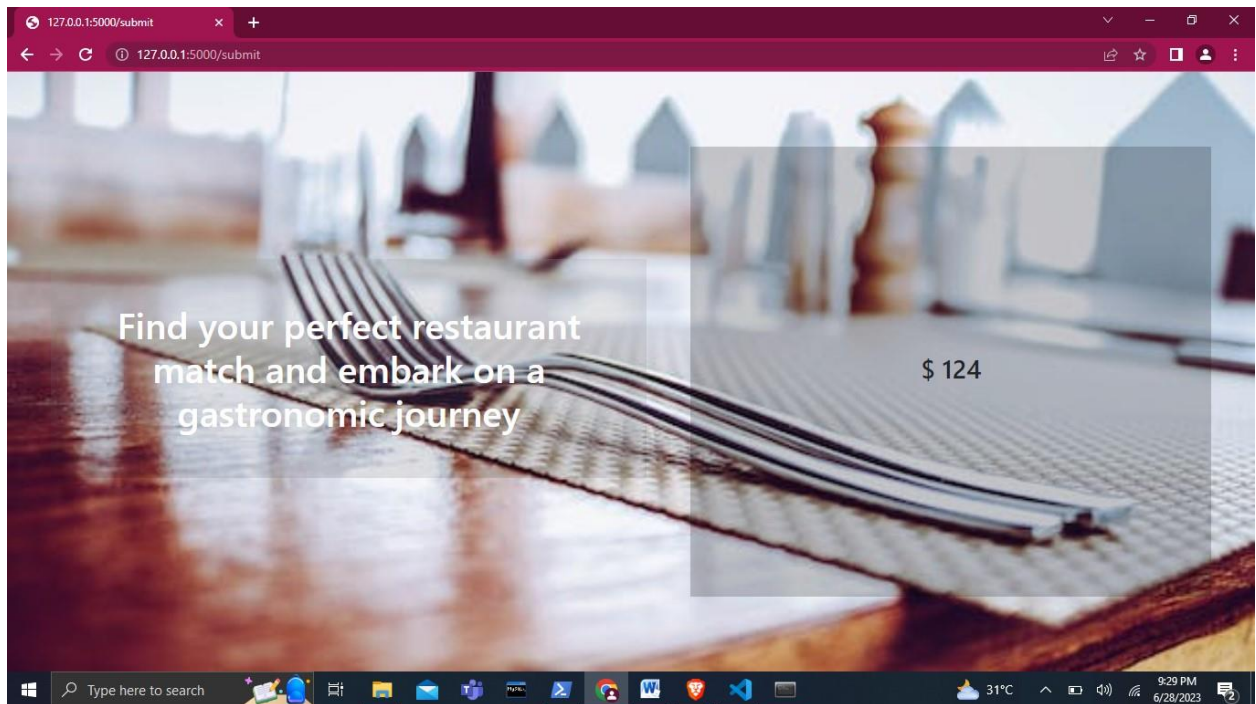 127.0.0.1:5000/submit
127.0.0.1:5000/submit
Find your perfect restaurant
match and embark on a
gastronomic journey
$ 124
Type here to search
31°C
9:29 PM
6/28/2023
2